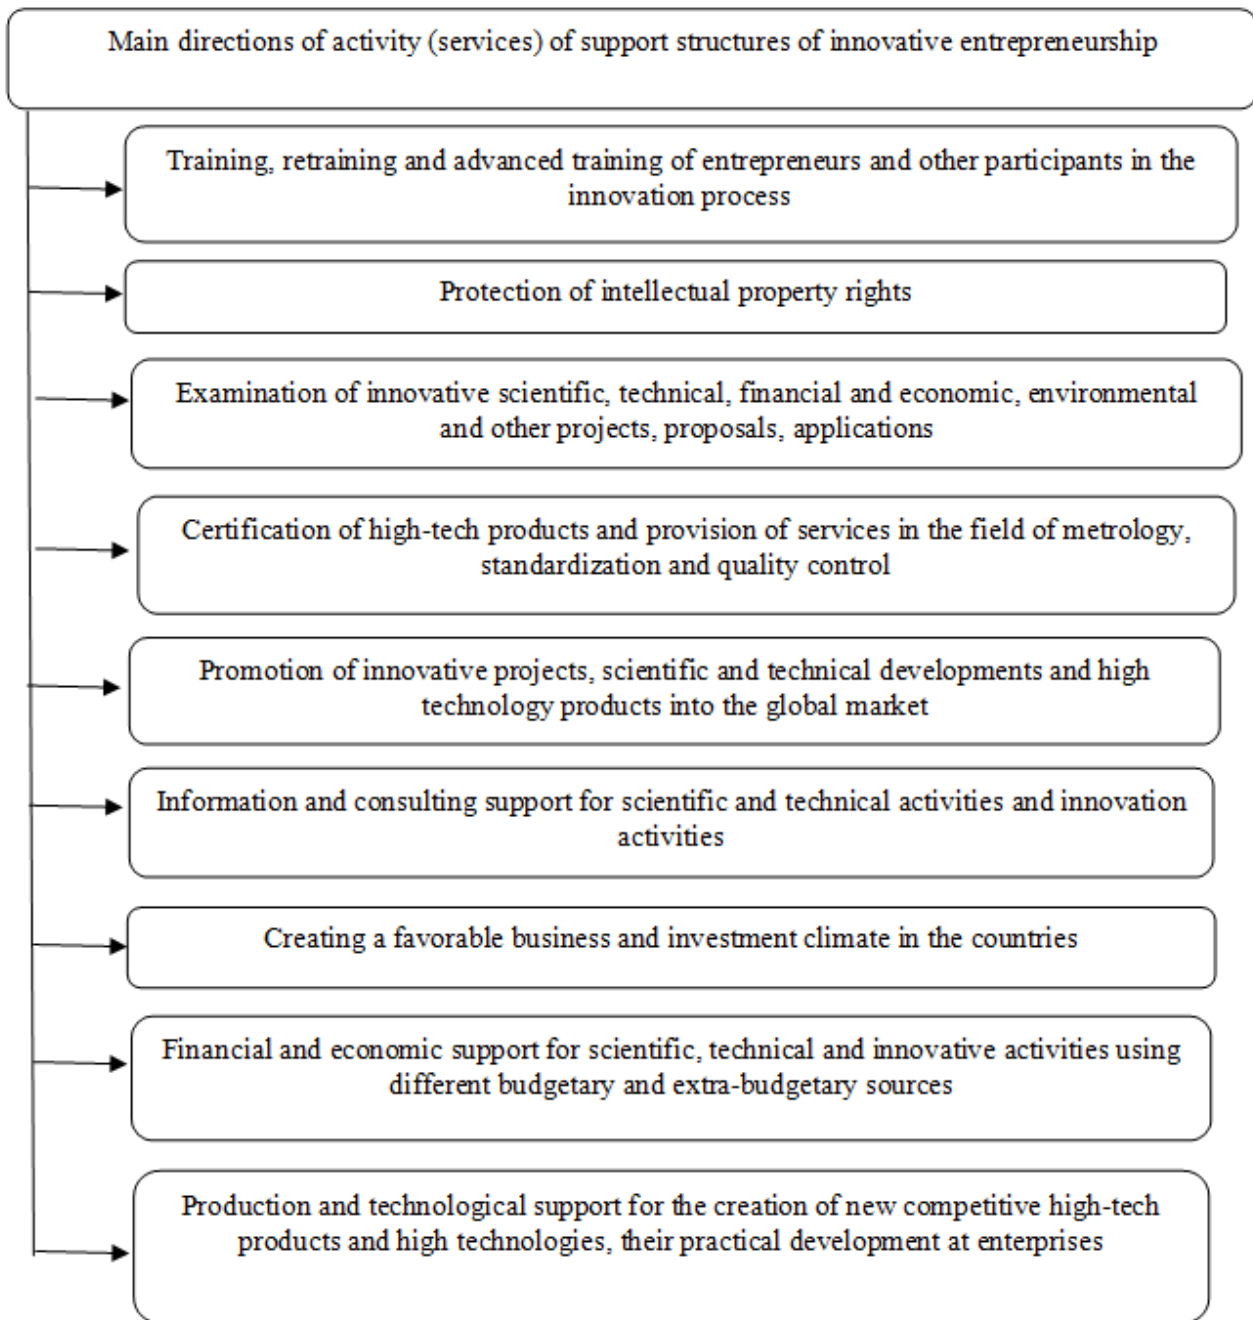 Main directions of activity (services) of support structures of innovative entrepreneurship
Training, retraining and advanced training of entrepreneurs and other participants in the
innovation process
Protection of intellectual property rights
Examination of innovative scientific, technical, financial and economic, environmental
and other projects, proposals, applications
Certification of high-tech products and provision of services in the field of metrology,
standardization and quality control
Promotion of innovative projects, scientific and technical developments and high
technology products into the global market
Information and consulting support for scientific and technical activities and innovation
activities
Creating a favorable business and investment climate in the countries
Financial and economic support for scientific, technical and innovative activities using
different budgetary and extra-budgetary sources
Production and technological support for the creation of new competitive high-tech
products and high technologies, their practical development at enterprises